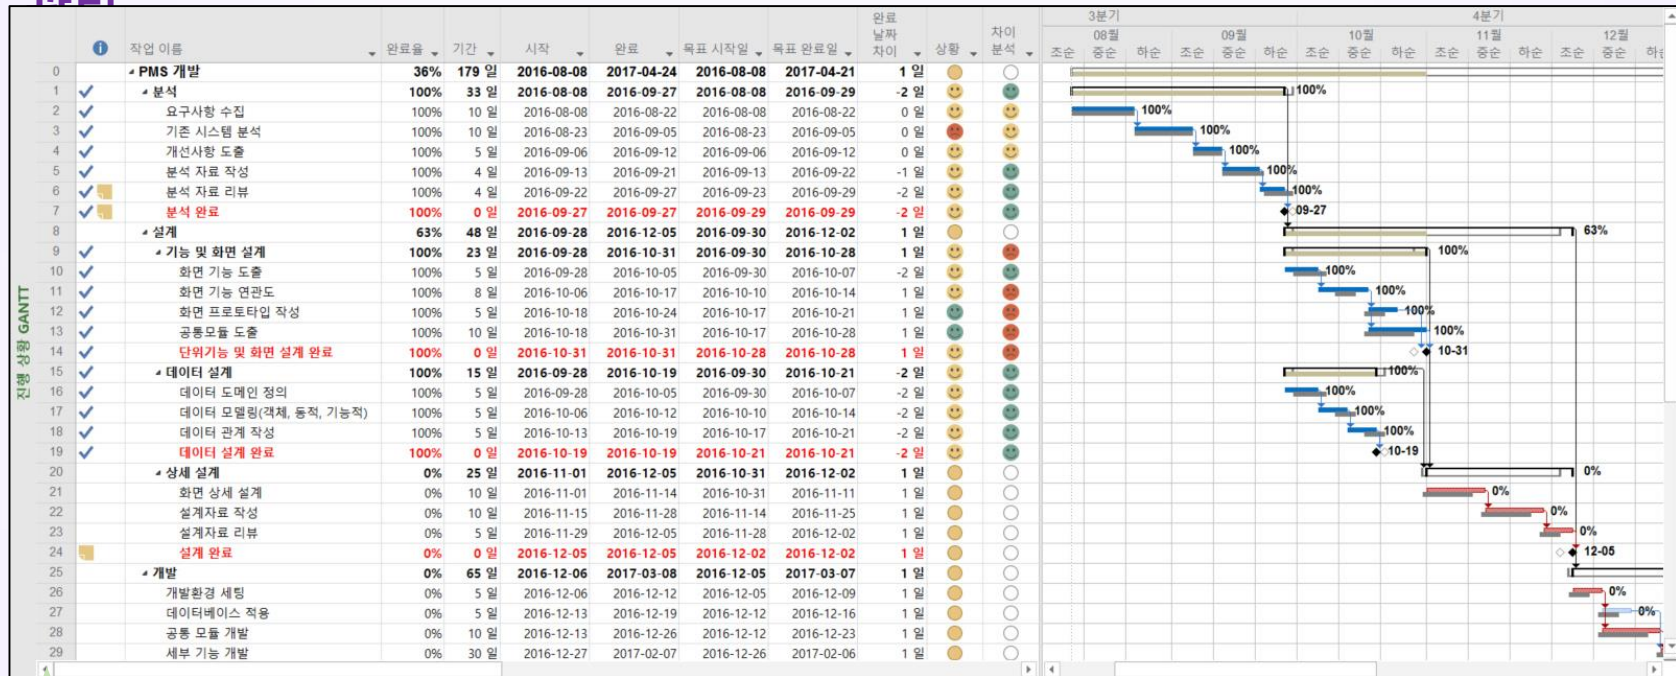 완료
날짜
차이
차이
분석
작업 이름 완료율 기간 시작 완료 목표 시작일 목표 완료일 상황
3분기 4분기
08월 09월 10월 11월 12월
조순 중순 하순 조순 중순 하순 조순 중순 하순 조순 중순 하순 조순 중순
0 PMS 개발 36% 179 일 2016-08-08 2017-04-24 2016-08-08 2017-04-21 1 일
1 분석 100% 33 일 2016-08-08 2016-09-27 2016-08-08 2016-09-29 -2 일 100%
2 요구사항 수집 100% 10 일 2016-08-08 2016-08-22 2016-08-08 2016-08-22 0 일 100%
3 기존 시스템 분석 100% 10 일 2016-08-23 2016-09-05 2016-08-23 2016-09-05 0 일 100%
4 개선사항 도출 100% 5 일 2016-09-06 2016-09-12 2016-09-06 2016-09-12 0 일 100%
5 분석 자료 작성 100% 4 일 2016-09-13 2016-09-21 2016-09-13 2016-09-22 -1 일 100%
6 분석 자료 리뷰 100% 4 일 2016-09-22 2016-09-27 2016-09-23 2016-09-29 -2 일 100%
7 분석 완료 100% 0 일 2016-09-27 2016-09-27 2016-09-29 2016-09-29 -2 일 09-27
8 설계 63% 48 일 2016-09-28 2016-12-05 2016-09-30 2016-12-02 1 일 63%
9 기능 및 화면 설계 100% 23 일 2016-09-28 2016-10-31 2016-09-30 2016-10-28 1 일 100%
10 화면 기능 도출 100% 5 일 2016-09-28 2016-10-05 2016-09-30 2016-10-07 -2 일 100%
11 화면 기능 연관도 100% 8 일 2016-10-06 2016-10-17 2016-10-10 2016-10-14 1 일 100%
12 화면 프로토타입 작성 100% 5 일 2016-10-18 2016-10-24 2016-10-17 2016-10-21 1 일 100%
13 공통모듈 도출 100% 10 일 2016-10-18 2016-10-31 2016-10-17 2016-10-28 1 일 100%
14 단위기능 및 화면 설계 완료 100% 0 일 2016-10-31 2016-10-31 2016-10-28 2016-10-28 1 일 10-31
15 데이터 설계 100% 15 일 2016-09-28 2016-10-19 2016-09-30 2016-10-21 -2 일 100%
16 데이터 도메인 정의 100% 5 일 2016-09-28 2016-10-05 2016-09-30 2016-10-07 -2 일 100%
17 데이터 모델링(객체, 동적, 기능적) 100% 5 일 2016-10-06 2016-10-12 2016-10-10 2016-10-14 -2 일 100%
18 데이터 관계 작성 100% 5 일 2016-10-13 2016-10-19 2016-10-17 2016-10-21 -2 일 100%
19 데이터 설계 완료 100% 0 일 2016-10-19 2016-10-19 2016-10-21 2016-10-21 -2 일 10-19
20 상세 설계 0% 25 일 2016-11-01 2016-12-05 2016-10-31 2016-12-02 1 일 0%
21 화면 상세 설계 0% 10 일 2016-11-01 2016-11-14 2016-10-31 2016-11-11 1 일 0%
22 설계자료 작성 0% 10 일 2016-11-15 2016-11-28 2016-11-14 2016-11-25 1 일 0%
23 설계자료 리뷰 0% 5 일 2016-11-29 2016-12-05 2016-11-28 2016-12-02 1 일 0%
24 설계 완료 0% 0 일 2016-12-05 2016-12-05 2016-12-02 2016-12-02 1 일 12-05
25 개발 0% 65 일 2016-12-06 2017-03-08 2016-12-05 2017-03-07 1 일
26 개발환경 세팅 0% 5 일 2016-12-06 2016-12-12 2016-12-05 2016-12-09 1 일 0%
27 데이터베이스 적용 0% 5 일 2016-12-13 2016-12-19 2016-12-12 2016-12-16 1 일 0%
28 공통 모듈 개발 0% 10 일 2016-12-13 2016-12-26 2016-12-12 2016-12-23 1 일
29 세부 기능 개발 0% 30 일 2016-12-27 2017-02-07 2016-12-26 2017-02-06 1 일
진행 상황 GANTT